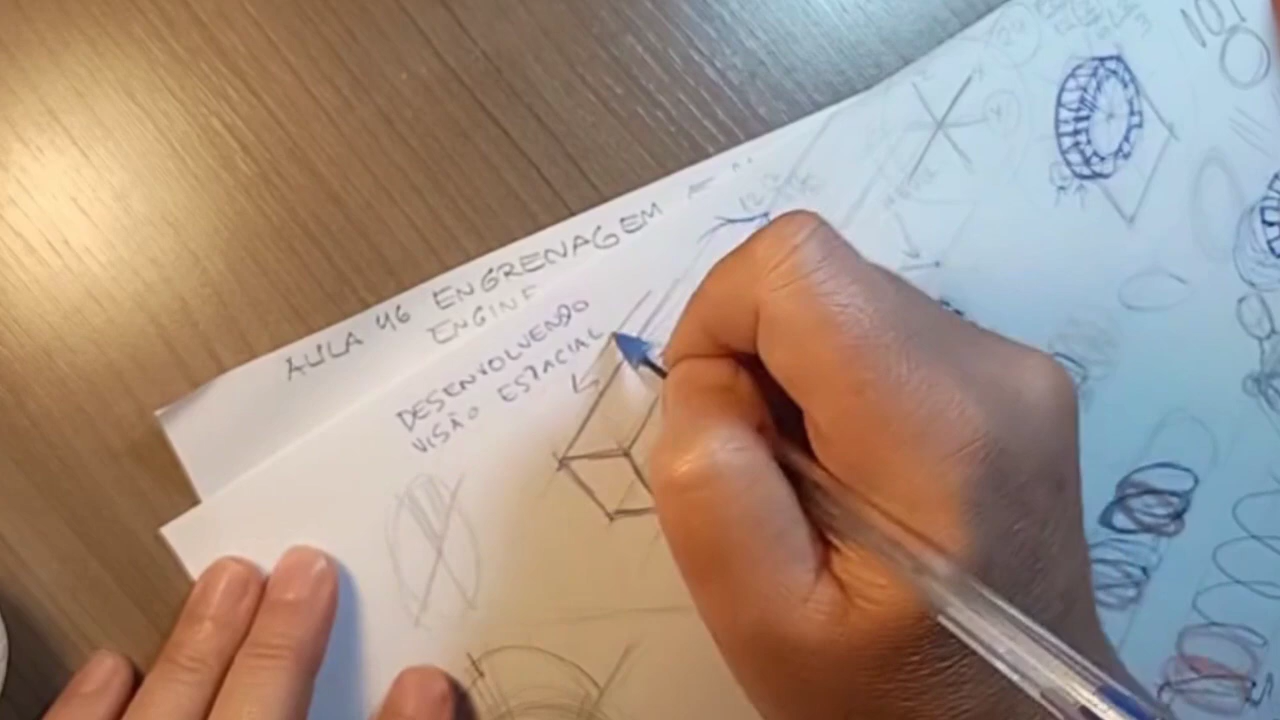 AULA 46 ENGRENAGEM
ENGINE
DESENVOLVENDO
VISÃO ESPACIAL